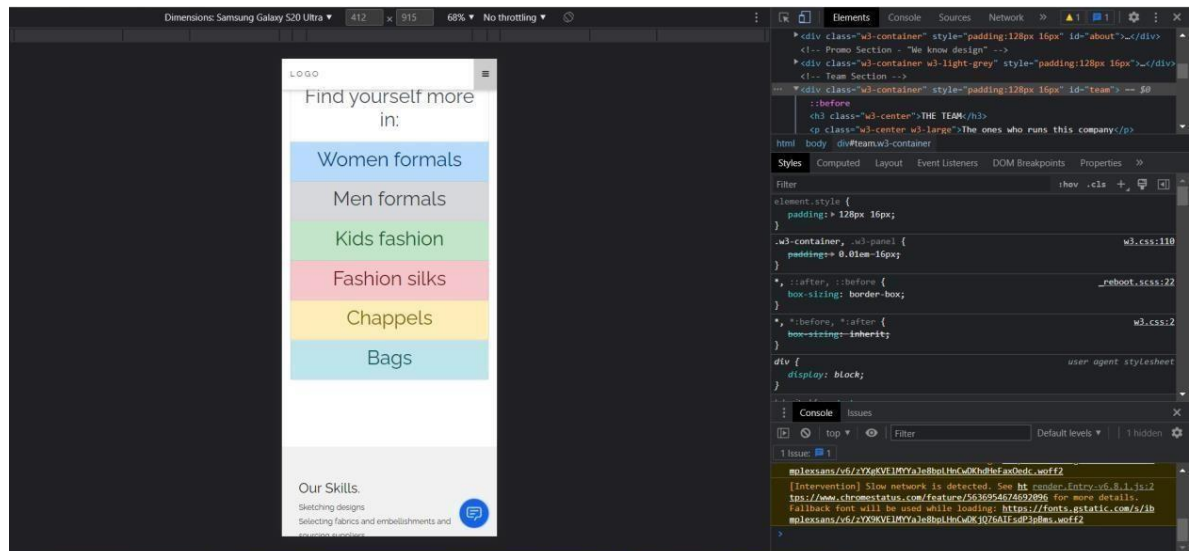 Dimensions: Samsung Galaxy S20 Ultra ▼ 412 × 915 68% ▼ No throttling ▼
LOGO
Find yourself more
in:
Women formals
Men formals
Kids fashion
Fashion silks
Chappels
Bags
Our Skills.
Sketching designs
Selecting fabrics and embellishments and
sourcing suppliers
Elements Console Sources Network » 1 1
<div class="w3-container" style="padding:128px 16px" id="about">…</div>
<!-- Promo Section - "We know design" -->
<div class="w3-container w3-light-grey" style="padding:128px 16px">…</div>
<!-- Team Section -->
<div class="w3-container" style="padding:128px 16px" id="team"> == $0
::before
<h3 class="w3-center">THE TEAM</h3>
<p class="w3-center w3-large">The ones who runs this company</p>
html body div#team.w3-container
Styles Computed Layout Event Listeners DOM Breakpoints Properties »
Filter :hov .cls +
element.style {
padding: 128px 16px;
}
.w3-container, .w3-panel { w3.css:110
padding: 0.01em 16px;
}
*, ::after, ::before { _reboot.scss:22
box-sizing: border-box;
}
*, *:before, *:after { w3.css:2
box-sizing: inherit;
}
div { user agent stylesheet
display: block;
}
Console Issues
top ▼ Filter Default levels ▼ 1 hidden
1 Issue: 1
[Intervention] Slow network is detected. See ht render.Entry-v6.8.1.js:2
tps://www.chromestatus.com/feature/5636954674692096 for more details.
Fallback font will be used while loading: https://fonts.gstatic.com/s/ib